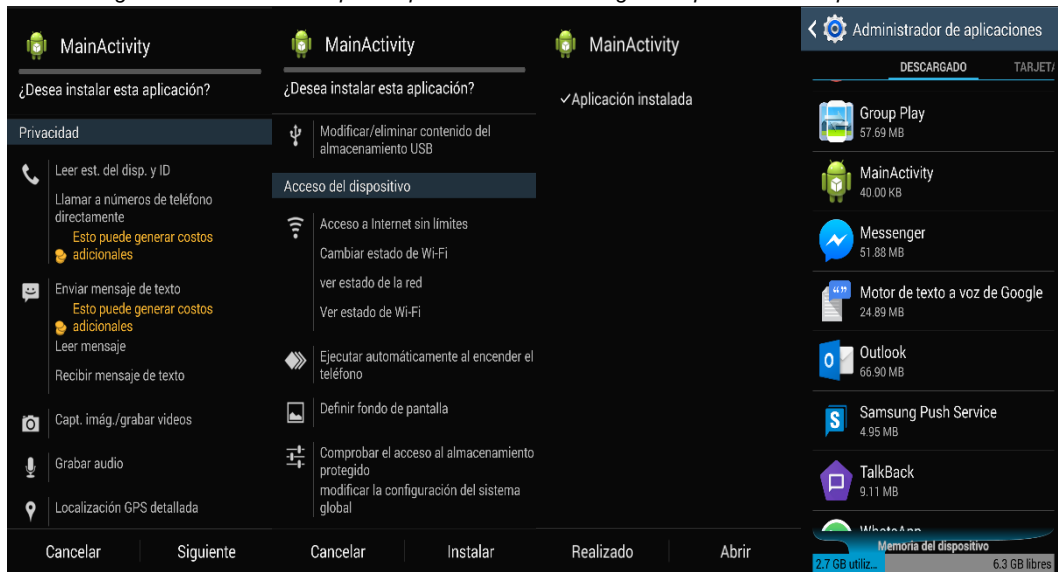 MainActivity
¿Desea instalar esta aplicación?
Privacidad
Leer est. del disp. y ID
Llamar a números de teléfono
directamente
Esto puede generar costos
adicionales
Enviar mensaje de texto
Esto puede generar costos
adicionales
Leer mensaje
Recibir mensaje de texto
Capt. imág./grabar videos
Grabar audio
Localización GPS detallada
Cancelar
Siguiente
MainActivity
¿Desea instalar esta aplicación?
Modificar/eliminar contenido del
almacenamiento USB
Acceso del dispositivo
Acceso a Internet sin límites
Cambiar estado de Wi-Fi
ver estado de la red
Ver estado de Wi-Fi
Ejecutar automáticamente al encender el
teléfono
Definir fondo de pantalla
Comprobar el acceso al almacenamiento
protegido
modificar la configuración del sistema
global
Cancelar
Instalar
MainActivity
Aplicación instalada
Realizado
Abrir
Administrador de aplicaciones
DESCARGADO
TARJETA
Group Play
57.69 MB
MainActivity
40.00 KB
Messenger
51.88 MB
Motor de texto a voz de Google
24.89 MB
Outlook
66.90 MB
Samsung Push Service
4.95 MB
TalkBack
9.11 MB
WhatsApp
Memoria del dispositivo
2.7 GB utiliz...
6.3 GB libres